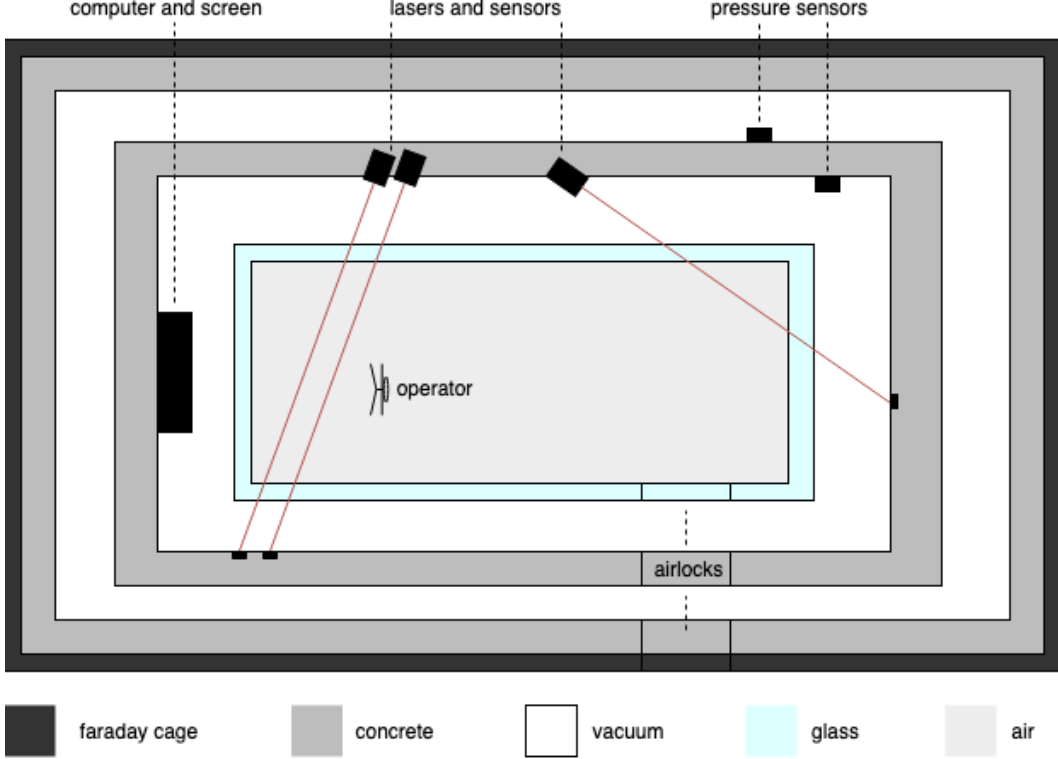 computer and screen
lasers and sensors
pressure sensors
operator
airlocks
faraday cage
concrete
vacuum
glass
air